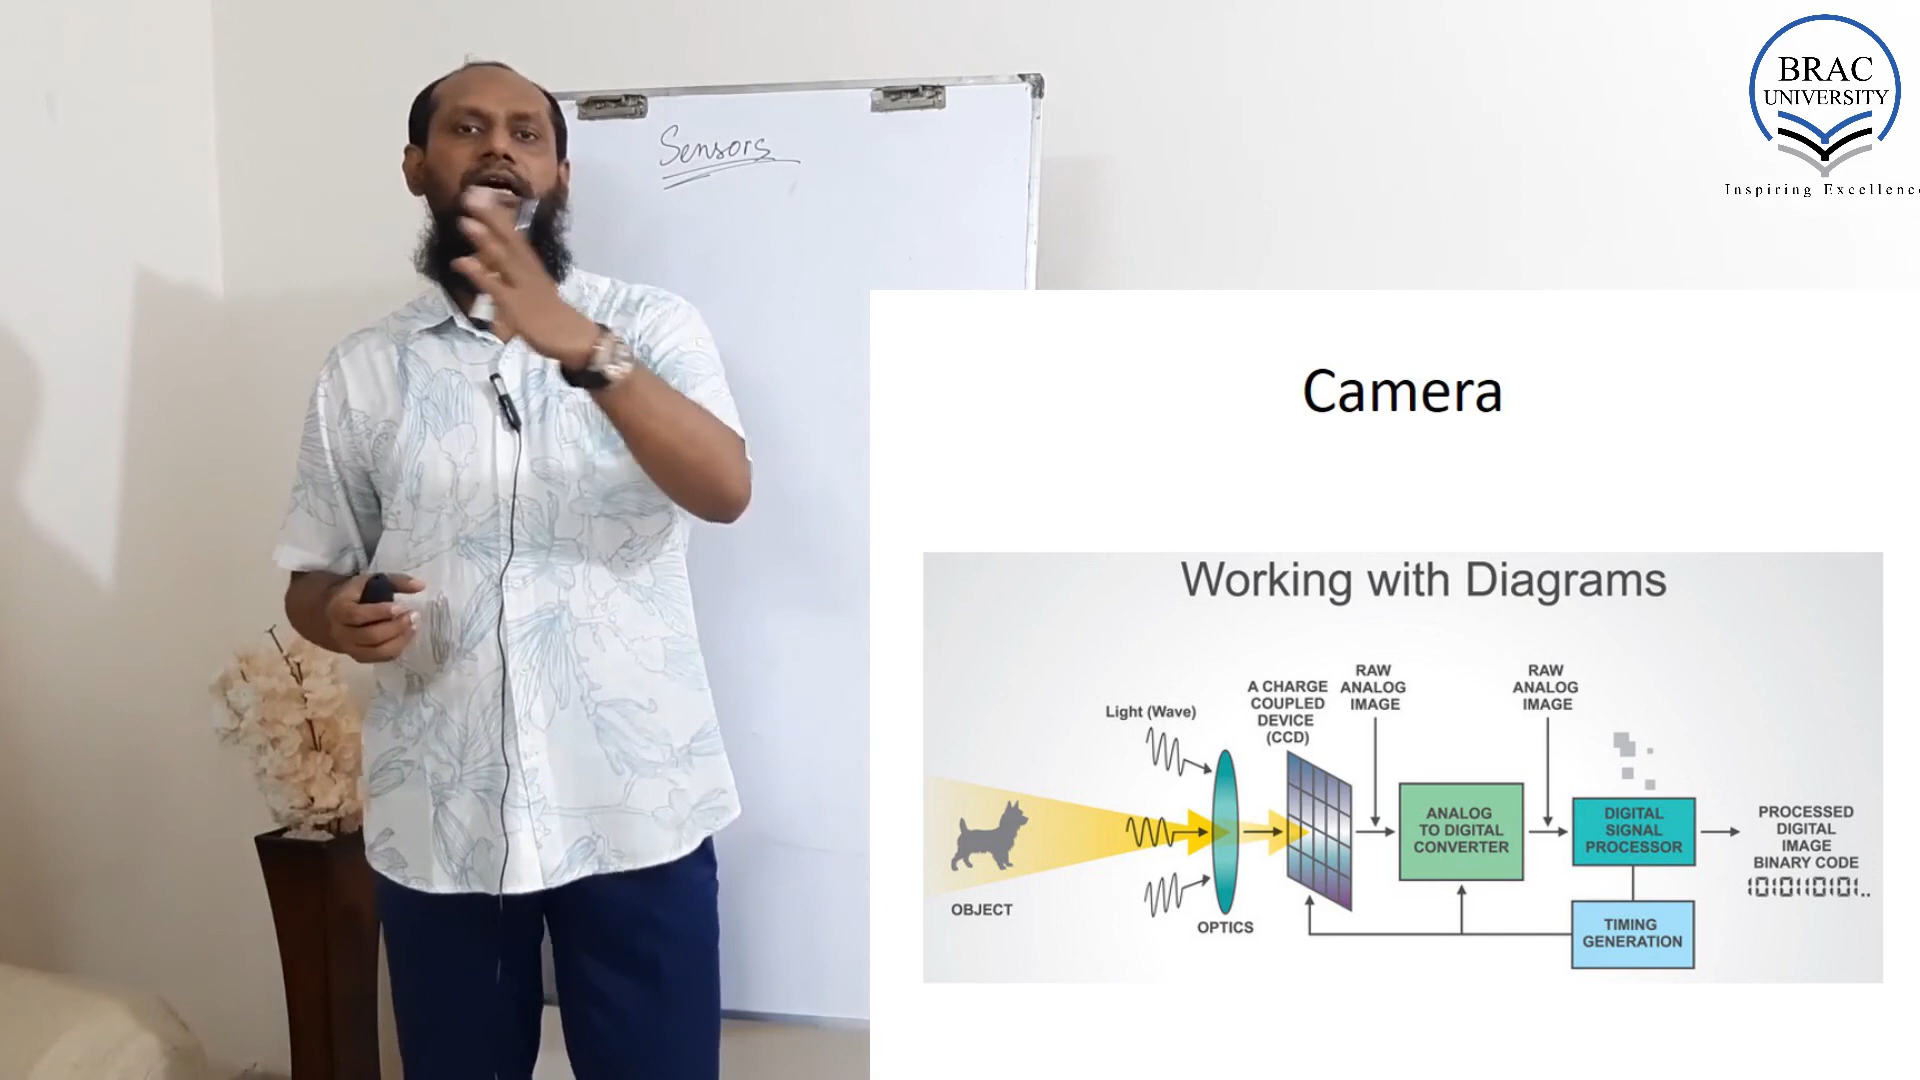 Sensors
BRAC
UNIVERSITY
Inspiring Excellence
Camera
Working with Diagrams
Light (Wave)
A CHARGE
COUPLED
DEVICE
(CCD)
RAW
ANALOG
IMAGE
RAW
ANALOG
IMAGE
OBJECT
OPTICS
ANALOG
TO DIGITAL
CONVERTER
DIGITAL
SIGNAL
PROCESSOR
TIMING
GENERATION
PROCESSED
DIGITAL
IMAGE
BINARY CODE
1010110101..